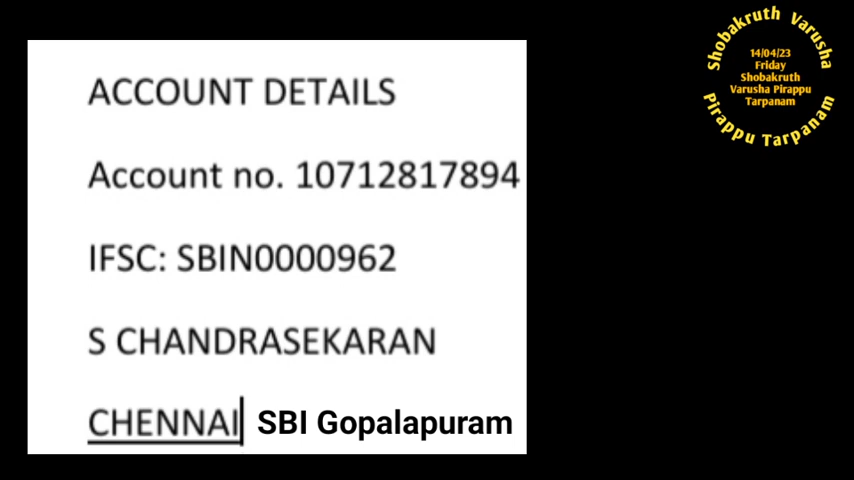 ACCOUNT DETAILS
Account no. 10712817894
IFSC: SBIN0000962
S CHANDRASEKARAN
CHENNAI SBI Gopalapuram
Shobakruth Varusha
14/04/23
Friday
Shobakruth
Varusha Pirappu
Tarpanam
Pirappu Tarpanam